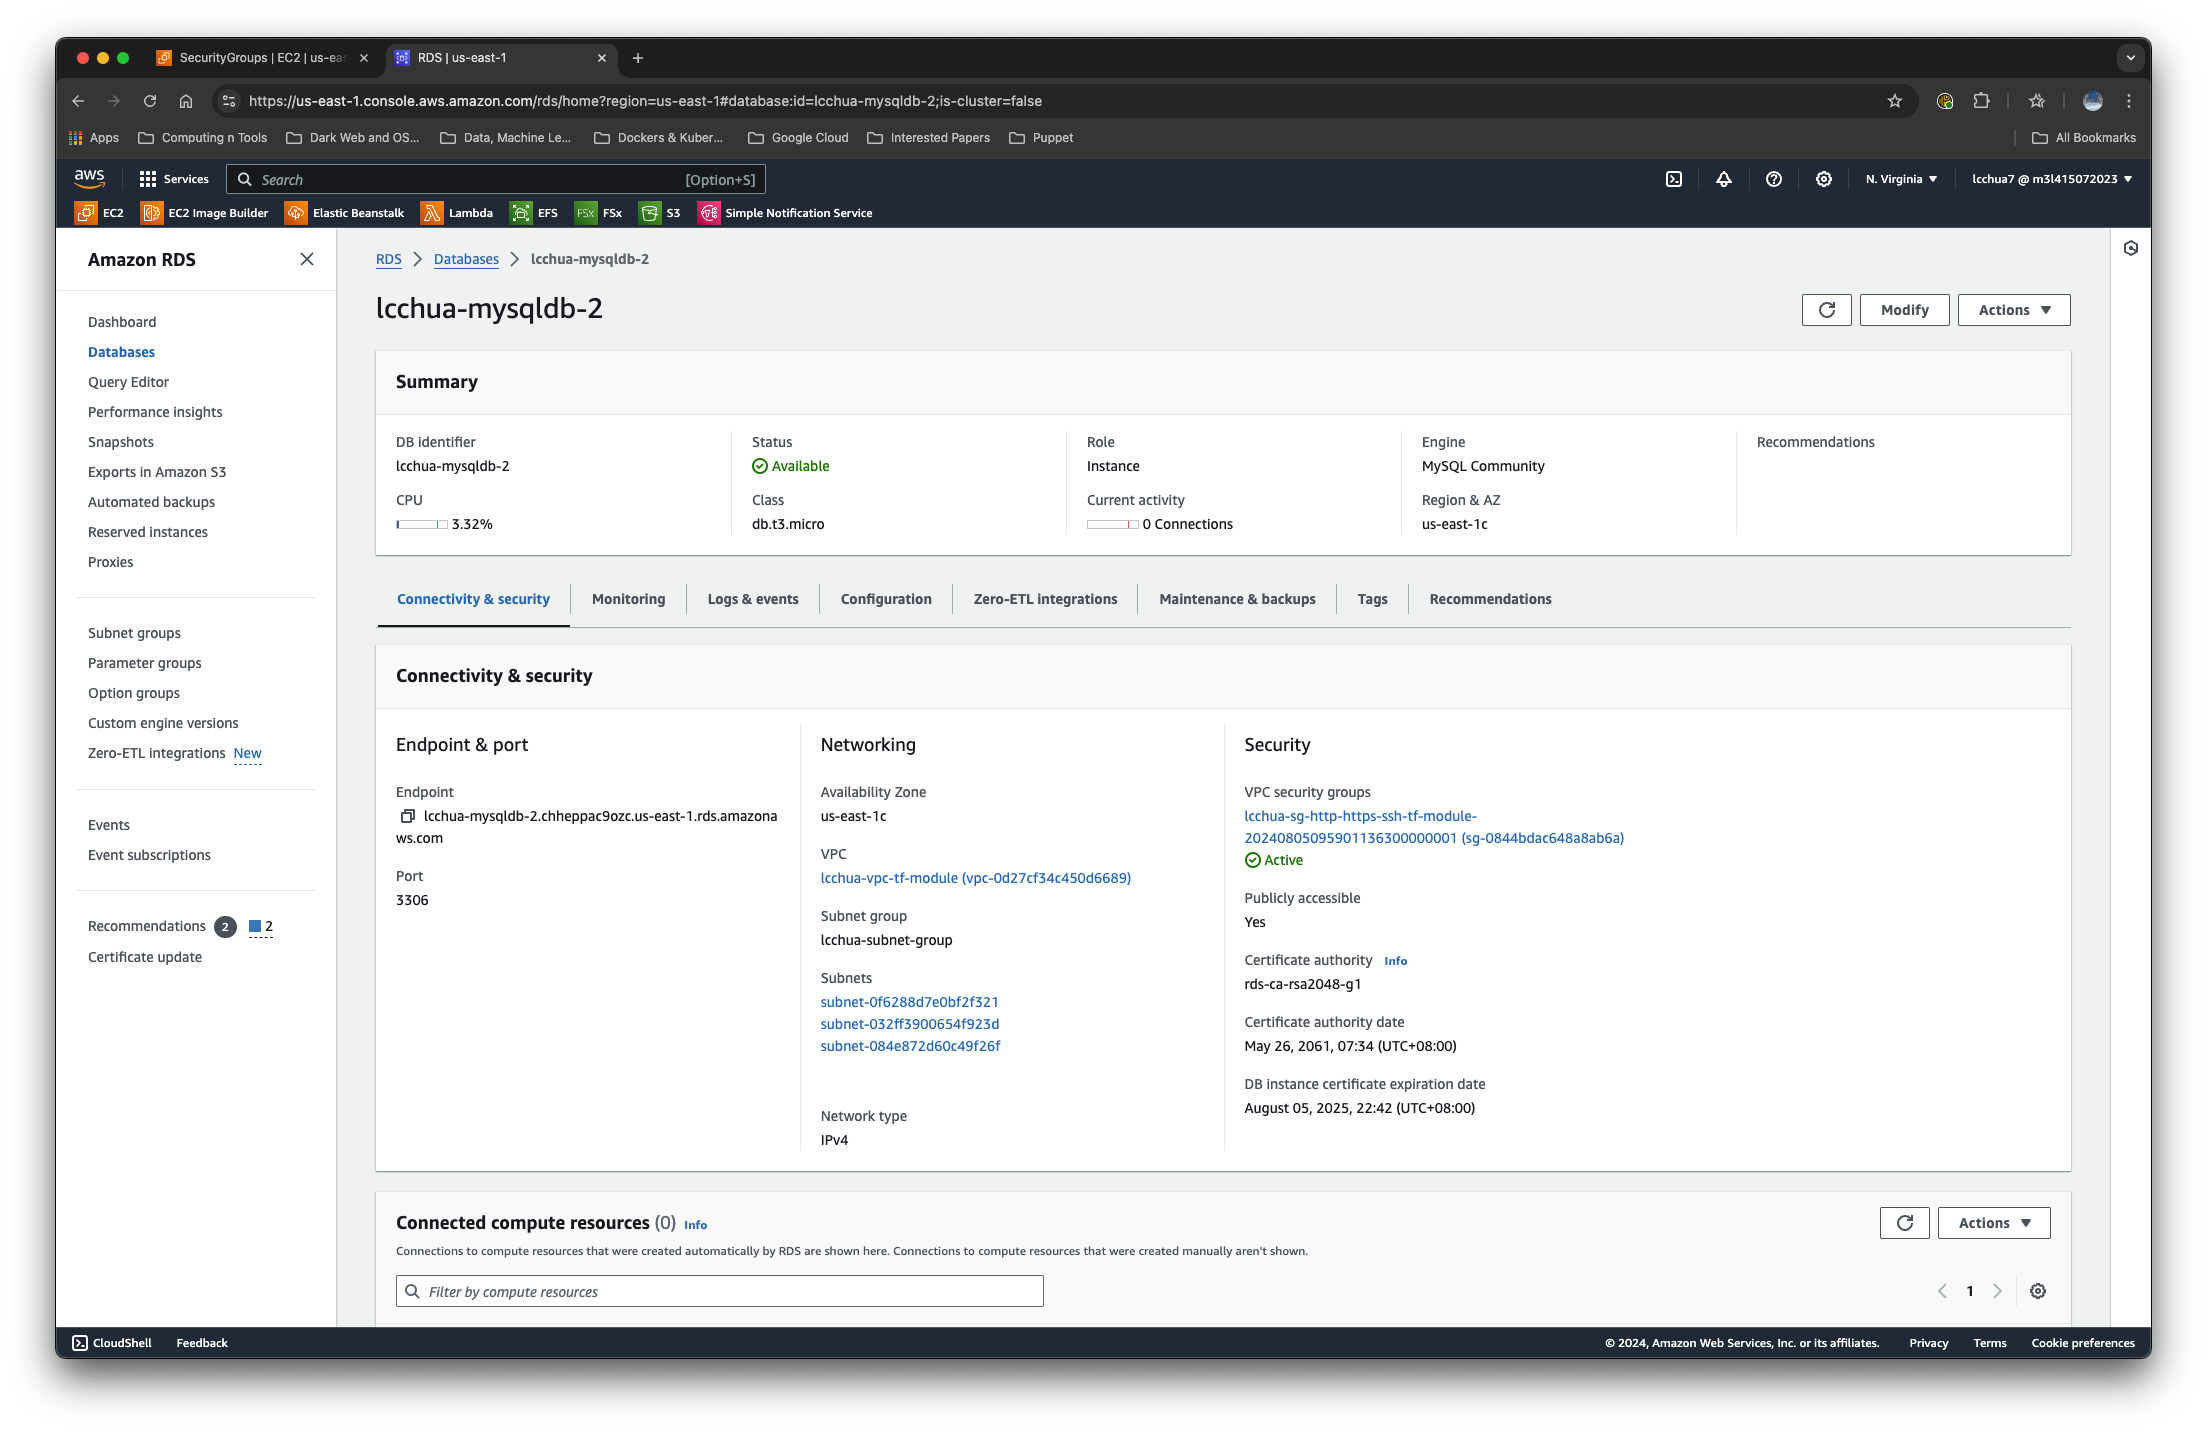 SecurityGroups | EC2 | us-eas
RDS | us-east-1
https://us-east-1.console.aws.amazon.com/rds/home?region=us-east-1#database:id=lcchua-mysqldb-2;is-cluster=false
Apps
Computing n Tools
Dark Web and OS...
Data, Machine Le...
Dockers & Kuber...
Google Cloud
Interested Papers
Puppet
All Bookmarks
aws
Services
Search
[Option+S]
N. Virginia
lcchua7 @ m3l415072023
EC2
EC2 Image Builder
Elastic Beanstalk
Lambda
EFS
FSx
FSx
S3
Simple Notification Service
Amazon RDS
Dashboard
Databases
Query Editor
Performance insights
Snapshots
Exports in Amazon S3
Automated backups
Reserved instances
Proxies
Subnet groups
Parameter groups
Option groups
Custom engine versions
Zero-ETL integrations New
Events
Event subscriptions
Recommendations 2 2
Certificate update
RDS
Databases
lcchua-mysqldb-2
lcchua-mysqldb-2
Modify
Actions
Summary
DB identifier
lcchua-mysqldb-2
CPU
3.32%
Status
Available
Class
db.t3.micro
Role
Instance
Current activity
0 Connections
Engine
MySQL Community
Region & AZ
us-east-1c
Recommendations
Connectivity & security
Monitoring
Logs & events
Configuration
Zero-ETL integrations
Maintenance & backups
Tags
Recommendations
Connectivity & security
Endpoint & port
Endpoint
lcchua-mysqldb-2.chheppac9ozc.us-east-1.rds.amazona
ws.com
Port
3306
Networking
Availability Zone
us-east-1c
VPC
lcchua-vpc-tf-module (vpc-0d27cf34c450d6689)
Subnet group
lcchua-subnet-group
Subnets
subnet-0f6288d7e0bf2f321
subnet-032ff3900654f923d
subnet-084e872d60c49f26f
Network type
IPv4
Security
VPC security groups
lcchua-sg-http-https-ssh-tf-module-
20240805095901136300000001 (sg-0844bdac648a8ab6a)
Active
Publicly accessible
Yes
Certificate authority Info
rds-ca-rsa2048-g1
Certificate authority date
May 26, 2061, 07:34 (UTC+08:00)
DB instance certificate expiration date
August 05, 2025, 22:42 (UTC+08:00)
Connected compute resources (0) Info
Actions
Connections to compute resources that were created automatically by RDS are shown here. Connections to compute resources that were created manually aren't shown.
Filter by compute resources
1
CloudShell
Feedback
© 2024, Amazon Web Services, Inc. or its affiliates.
Privacy
Terms
Cookie preferences